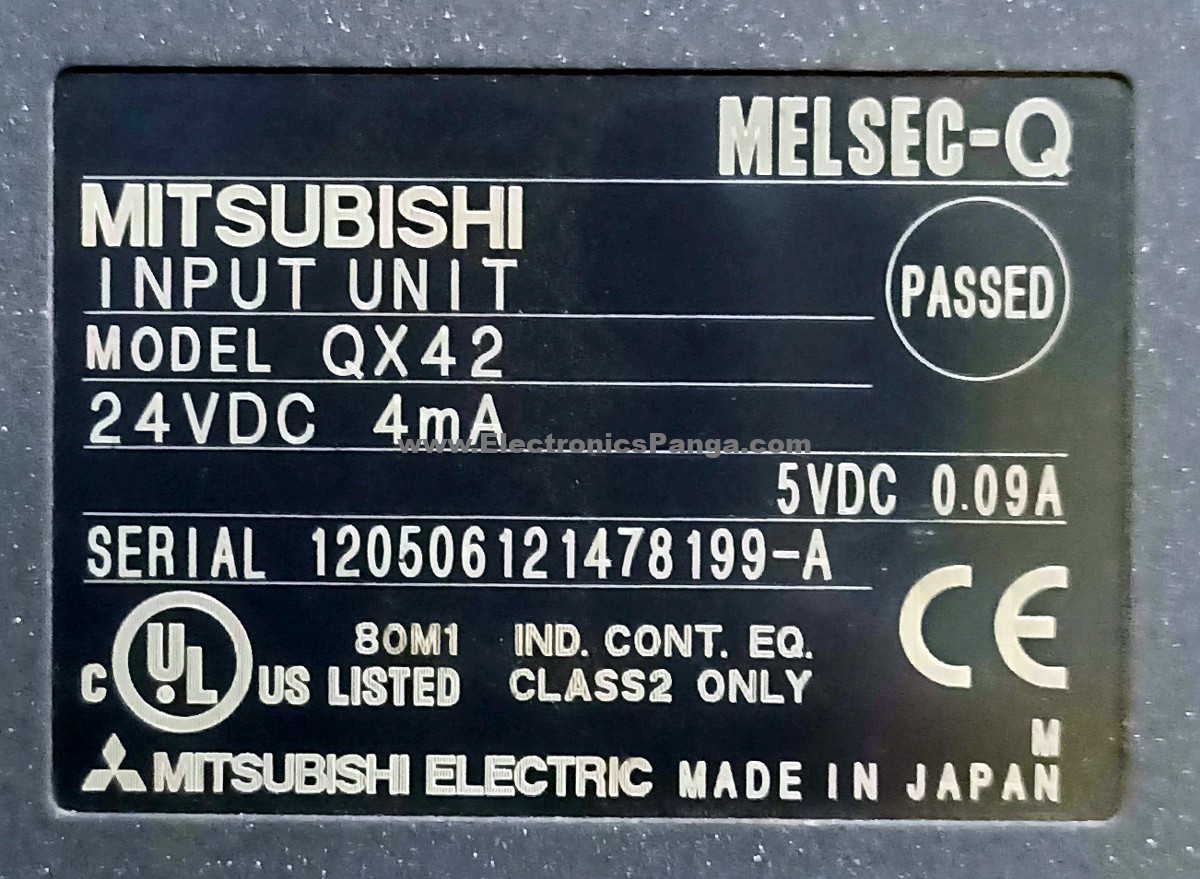 MELSEC-Q
MITSUBISHI
INPUT UNIT
PASSED
MODEL QX42
24VDC 4mA
www.ElectronicsPanga.com
5VDC 0.09A
SERIAL 120506121478199-A
CE
80M1 IND. CONT. EQ.
C UL US LISTED CLASS2 ONLY
M
MITSUBISHI ELECTRIC MADE IN JAPAN